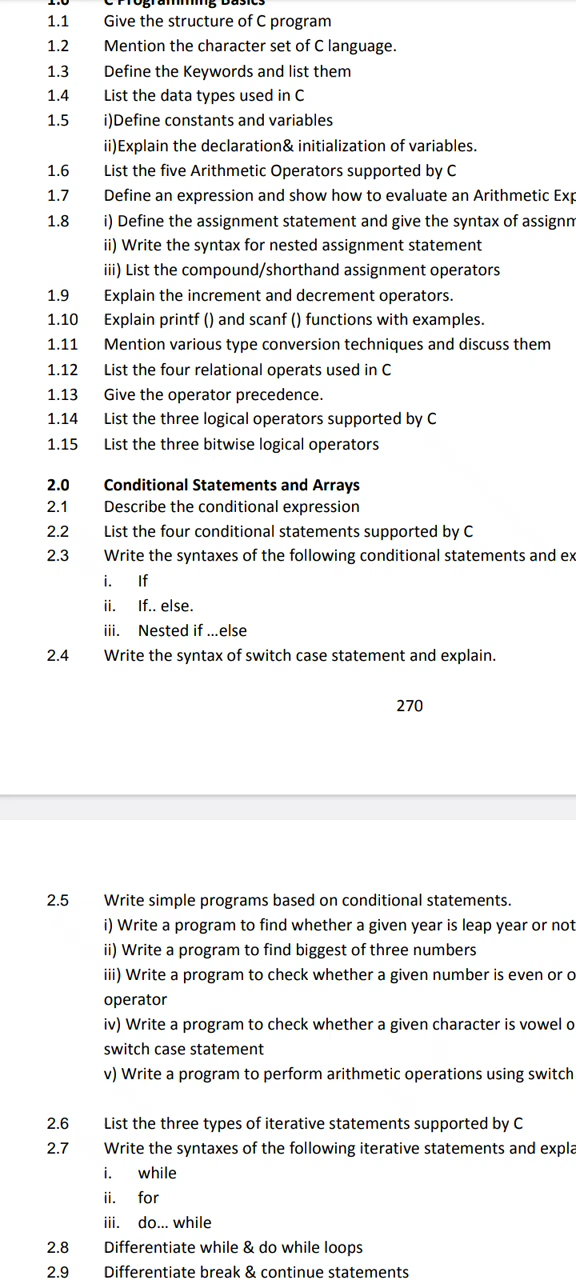 1.0 C Programming Basics
1.1 Give the structure of C program
1.2 Mention the character set of C language.
1.3 Define the Keywords and list them
1.4 List the data types used in C
1.5 i)Define constants and variables
ii)Explain the declaration& initialization of variables.
1.6 List the five Arithmetic Operators supported by C
1.7 Define an expression and show how to evaluate an Arithmetic Exp
1.8 i) Define the assignment statement and give the syntax of assignm
ii) Write the syntax for nested assignment statement
iii) List the compound/shorthand assignment operators
1.9 Explain the increment and decrement operators.
1.10 Explain printf () and scanf () functions with examples.
1.11 Mention various type conversion techniques and discuss them
1.12 List the four relational operats used in C
1.13 Give the operator precedence.
1.14 List the three logical operators supported by C
1.15 List the three bitwise logical operators
2.0 Conditional Statements and Arrays
2.1 Describe the conditional expression
2.2 List the four conditional statements supported by C
2.3 Write the syntaxes of the following conditional statements and ex
i. If
ii. If.. else.
iii. Nested if ...else
2.4 Write the syntax of switch case statement and explain.
270
2.5 Write simple programs based on conditional statements.
i) Write a program to find whether a given year is leap year or not
ii) Write a program to find biggest of three numbers
iii) Write a program to check whether a given number is even or o
operator
iv) Write a program to check whether a given character is vowel o
switch case statement
v) Write a program to perform arithmetic operations using switch
2.6 List the three types of iterative statements supported by C
2.7 Write the syntaxes of the following iterative statements and expla
i. while
ii. for
iii. do... while
2.8 Differentiate while & do while loops
2.9 Differentiate break & continue statements